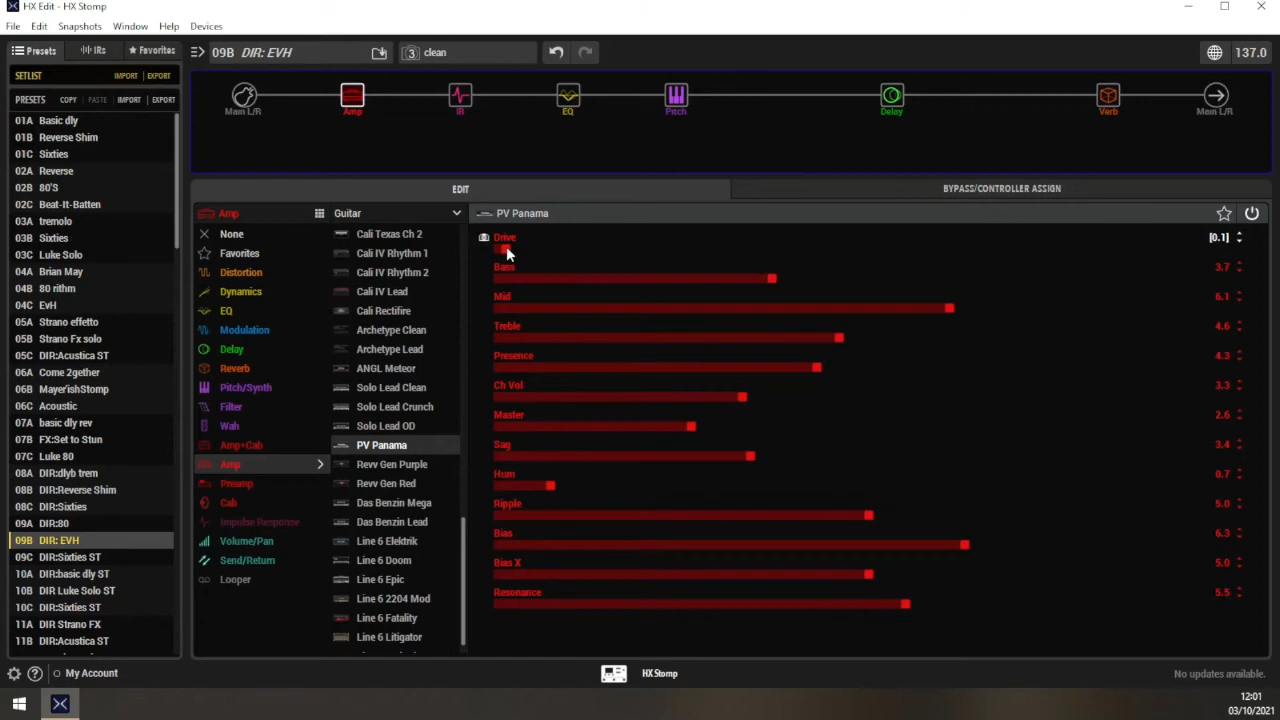 HX Edit - HX Stomp
File Edit Snapshots Window Help Devices
Presets IRs Favorites
09B DIR: EVH
3 clean
137.0
SETLIST IMPORT EXPORT
PRESETS COPY PASTE IMPORT EXPORT
01A Basic dly
01B Reverse Shim
01C Sixties
02A Reverse
02B 80'S
02C Beat-It-Batten
03A tremolo
03B Sixties
03C Luke Solo
04A Brian May
04B 80 rithm
04C EvH
05A Strano effetto
05B Strano Fx solo
05C DIR:Acustica ST
06A Come 2gether
06B Mayer'ishStomp
06C Acoustic
07A basic dly rev
07B FX:Set to Stun
07C Luke 80
08A DIR:dlyb trem
08B DIR:Reverse Shim
08C DIR:Sixties
09A DIR:80
09B DIR: EVH
09C DIR:Sixties ST
10A DIR:basic dly ST
10B DIR Luke Solo ST
10C DIR:Sixties ST
11A DIR Strano FX
11B DIR:Acustica ST
Main L/R Amp IR EQ Pitch Delay Verb Main L/R
EDIT BYPASS/CONTROLLER ASSIGN
Amp
None
Favorites
Distortion
Dynamics
EQ
Modulation
Delay
Reverb
Pitch/Synth
Filter
Wah
Amp+Cab
Amp
Preamp
Cab
Impulse Response
Volume/Pan
Send/Return
Looper
Guitar
Cali Texas Ch 2
Cali IV Rhythm 1
Cali IV Rhythm 2
Cali IV Lead
Cali Rectifire
Archetype Clean
Archetype Lead
ANGL Meteor
Solo Lead Clean
Solo Lead Crunch
Solo Lead OD
PV Panama
Revv Gen Purple
Revv Gen Red
Das Benzin Mega
Das Benzin Lead
Line 6 Elektrik
Line 6 Doom
Line 6 Epic
Line 6 2204 Mod
Line 6 Fatality
Line 6 Litigator
PV Panama
Drive [0.1]
Bass 3.7
Mid 6.1
Treble 4.6
Presence 4.3
Ch Vol 3.3
Master 2.6
Sag 3.4
Hum 0.7
Ripple 5.0
Bias 6.3
Bias X 5.0
Resonance 5.5
My Account
HX Stomp
No updates available.
12:01
03/10/2021